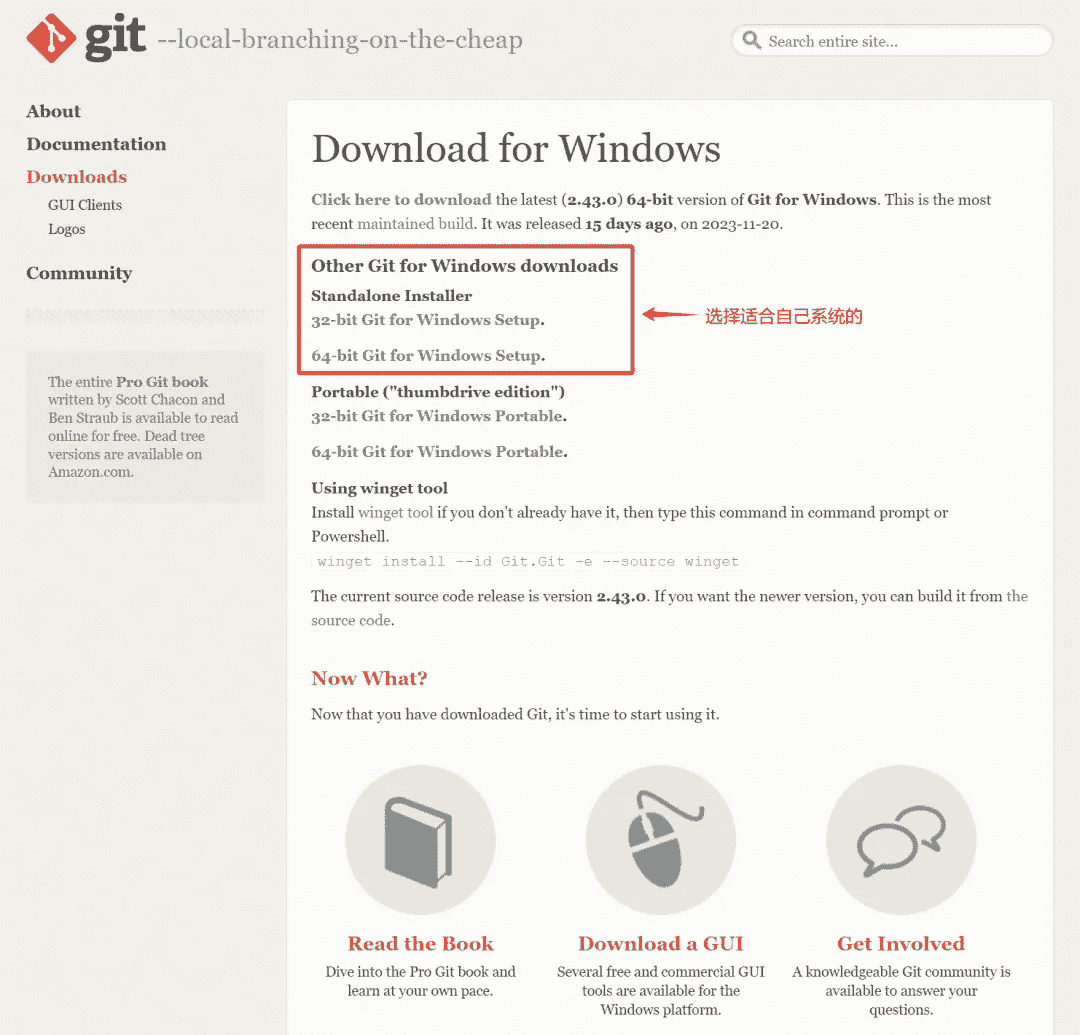 git --local-branching-on-the-cheap
Search entire site...
About
Documentation
Downloads
GUI Clients
Logos
Community
The entire Pro Git book
written by Scott Chacon and
Ben Straub is available to read
online for free. Dead tree
versions are available on
Amazon.com.
Download for Windows
Click here to download the latest (2.43.0) 64-bit version of Git for Windows. This is the most
recent maintained build. It was released 15 days ago, on 2023-11-20.
Other Git for Windows downloads
Standalone Installer
32-bit Git for Windows Setup.
64-bit Git for Windows Setup.
选择适合自己系统的
Portable ("thumbdrive edition")
32-bit Git for Windows Portable.
64-bit Git for Windows Portable.
Using winget tool
Install winget tool if you don't already have it, then type this command in command prompt or
Powershell.
winget install --id Git.Git -e --source winget
The current source code release is version 2.43.0. If you want the newer version, you can build it from the
source code.
Now What?
Now that you have downloaded Git, it's time to start using it.
Read the Book
Dive into the Pro Git book and
learn at your own pace.
Download a GUI
Several free and commercial GUI
tools are available for the
Windows platform.
Get Involved
A knowledgeable Git community is
available to answer your
questions.